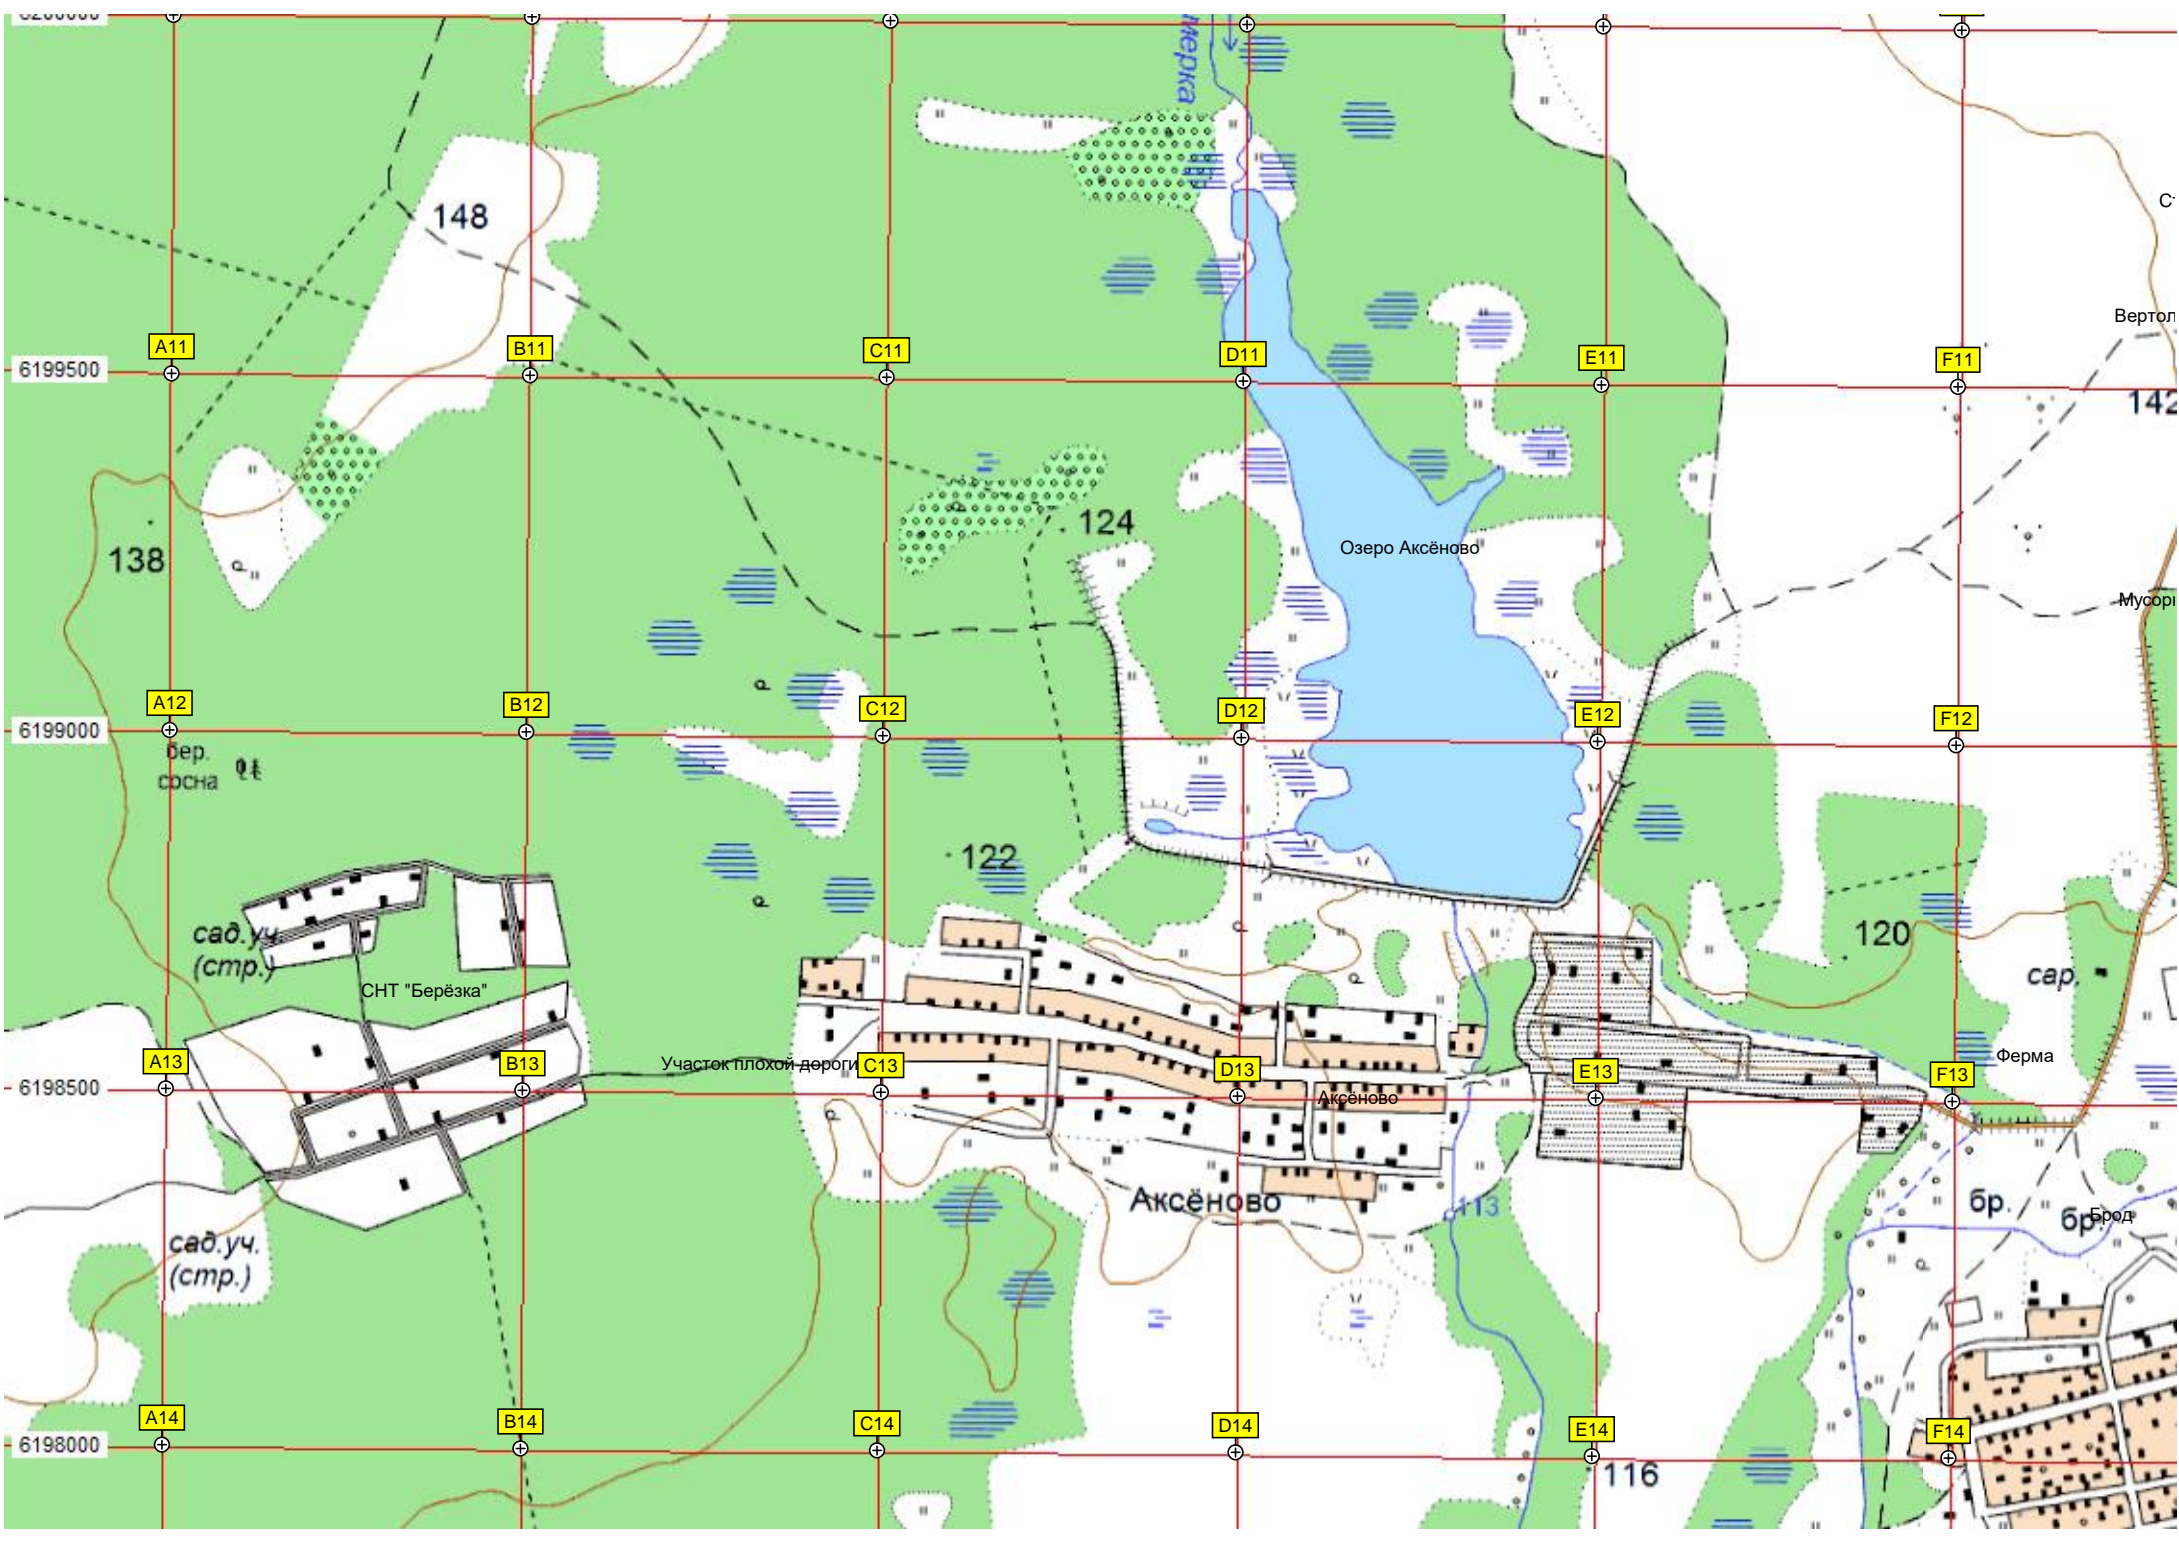 мерка
148
A11
B11
C11
D11
E11
F11
6199500
Вертол
142
138
124
Озеро Аксёново
A12
B12
C12
D12
E12
F12
6199000
бер.
сосна
122
120
сад.уч.
(стр.)
СНТ "Берёзка"
сар.
Участок плохой дороги
Ферма
A13
B13
C13
D13
E13
F13
6198500
Аксёново
Аксёново
113
бр.
бр.
Брод
сад.уч.
(стр.)
A14
B14
C14
D14
E14
F14
6198000
116